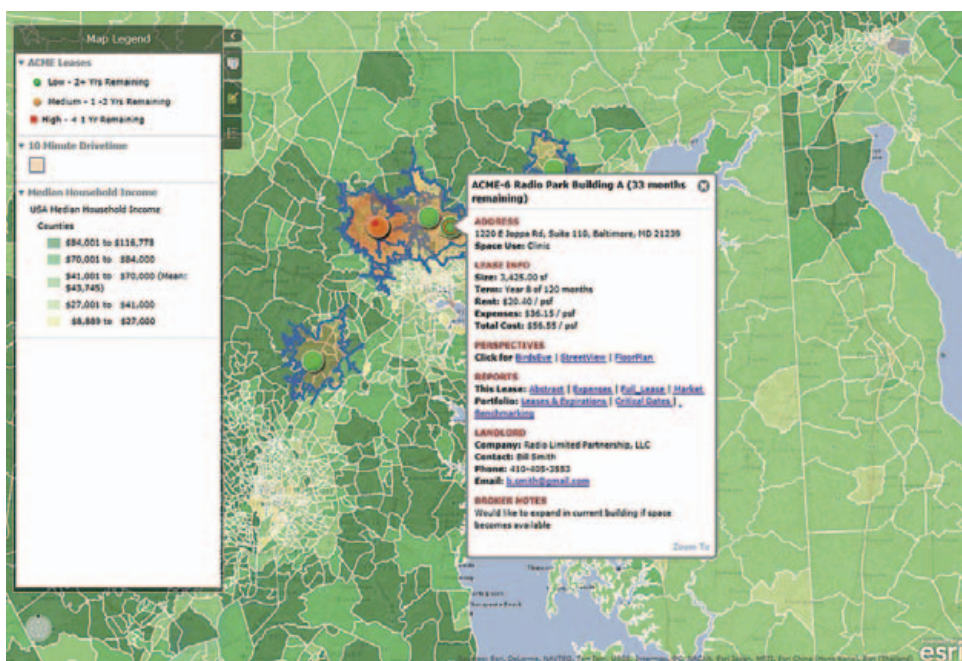 Map Legend
ACME Leases
Low - 2+ Yrs Remaining
Medium - 1 -2 Yrs Remaining
High - < 1 Yr Remaining
10 Minute Drivetime
Median Household Income
USA Median Household Income
Counties
$84,001 to $116,778
$70,001 to $84,000
$41,001 to $70,000 (Mean:
$43,745)
$27,001 to $41,000
$8,889 to $27,000
ACME-6 Radio Park Building A (33 months
remaining)
ADDRESS
1220 E Joppa Rd, Suite 110, Baltimore, MD 21239
Space Use: Clinic
LEASE INFO
Size: 3,425.00 sf
Term: Year 8 of 120 months
Rent: $20.40 / psf
Expenses: $36.15 / psf
Total Cost: $56.55 / psf
PERSPECTIVES
Click for BirdsEye | StreetView | FloorPlan
REPORTS
This Lease: Abstract | Expenses | Full_Lease | Market
Portfolio: Leases & Expirations | Critical Dates |
Benchmarking
LANDLORD
Company: Radio Limited Partnership, LLC
Contact: Bill Smith
Phone: 410-405-3553
Email: b.smith@gmail.com
BROKER NOTES
Would like to expand in current building if space
becomes available
Zoom To
esri